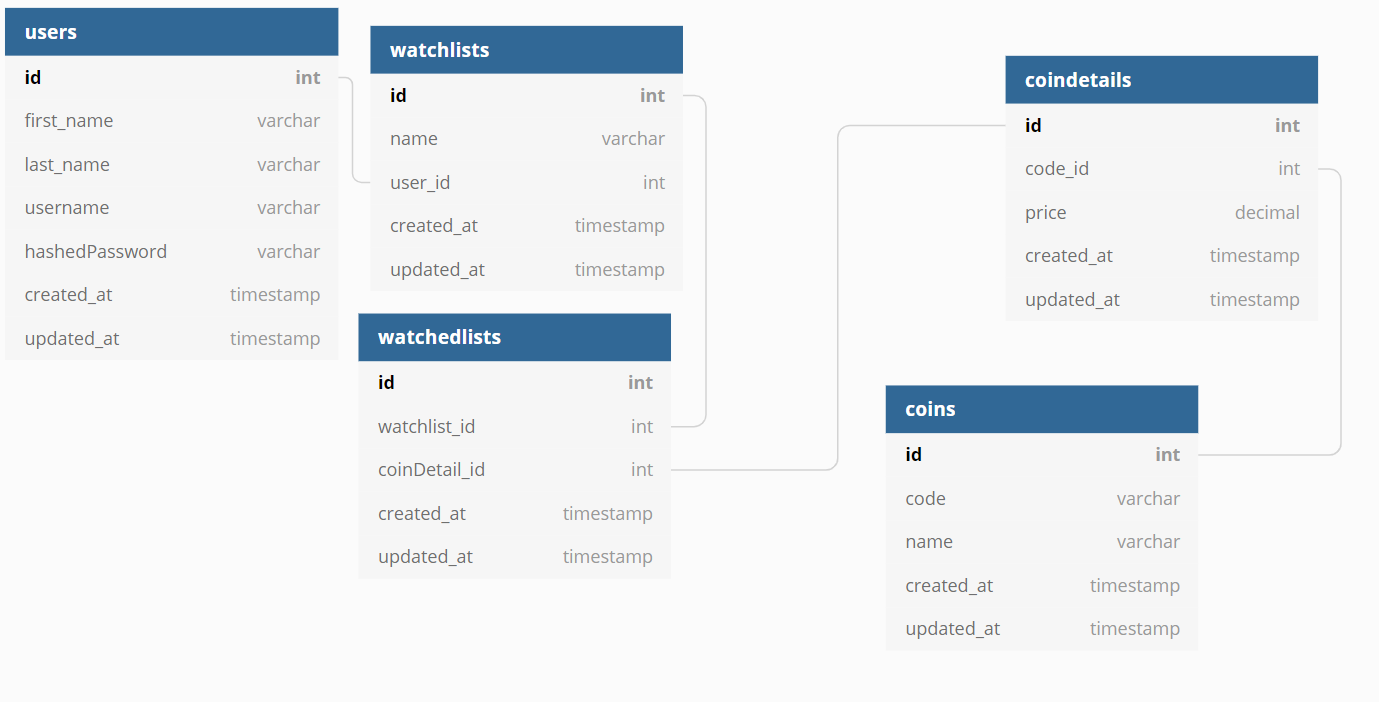 users
id int
first_name varchar
last_name varchar
username varchar
hashedPassword varchar
created_at timestamp
updated_at timestamp
watchlists
id int
name varchar
user_id int
created_at timestamp
updated_at timestamp
watchedlists
id int
watchlist_id int
coinDetail_id int
created_at timestamp
updated_at timestamp
coindetails
id int
code_id int
price decimal
created_at timestamp
updated_at timestamp
coins
id int
code varchar
name varchar
created_at timestamp
updated_at timestamp